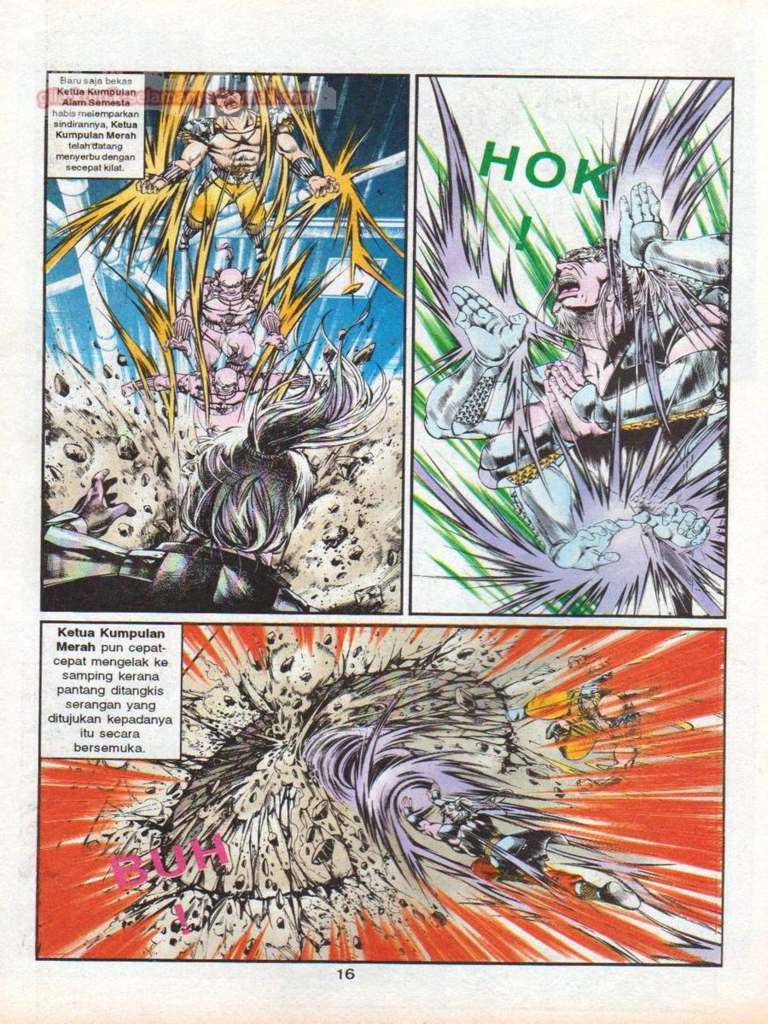 Baru saja bekas
Ketua Kumpulan
Alam Semesta
habis melemparkan
sindirannya, Ketua
Kumpulan Merah
telah datang
menyerbu dengan
secepat kilat.
HOK
!
Ketua Kumpulan
Merah pun cepat-
cepat mengelak ke
samping kerana
pantang ditangkis
serangan yang
ditujukan kepadanya
itu secara
bersemuka.
BUH
!
16